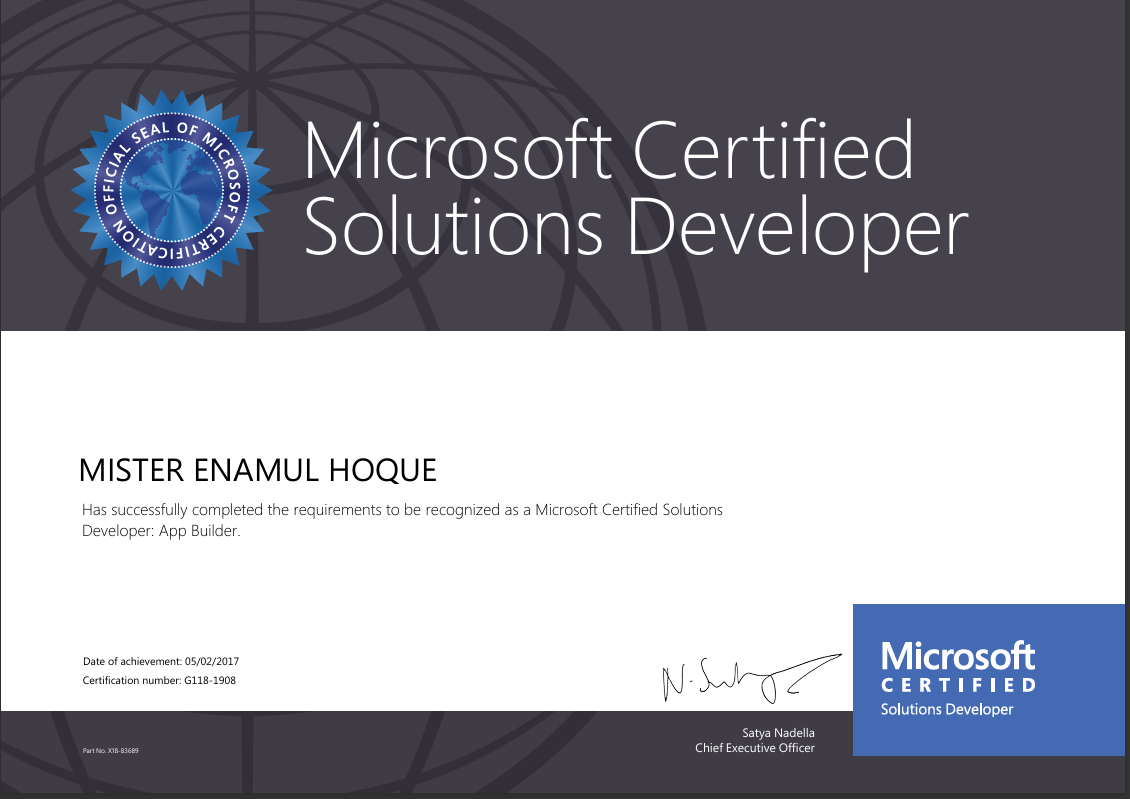 OFFICIAL SEAL OF MICROSOFT CERTIFICATION
Microsoft Certified
Solutions Developer
MISTER ENAMUL HOQUE
Has successfully completed the requirements to be recognized as a Microsoft Certified Solutions
Developer: App Builder.
Date of achievement: 05/02/2017
Certification number: G118-1908
Satya Nadella
Chief Executive Officer
Microsoft
CERTIFIED
Solutions Developer
Part No. X18-83689